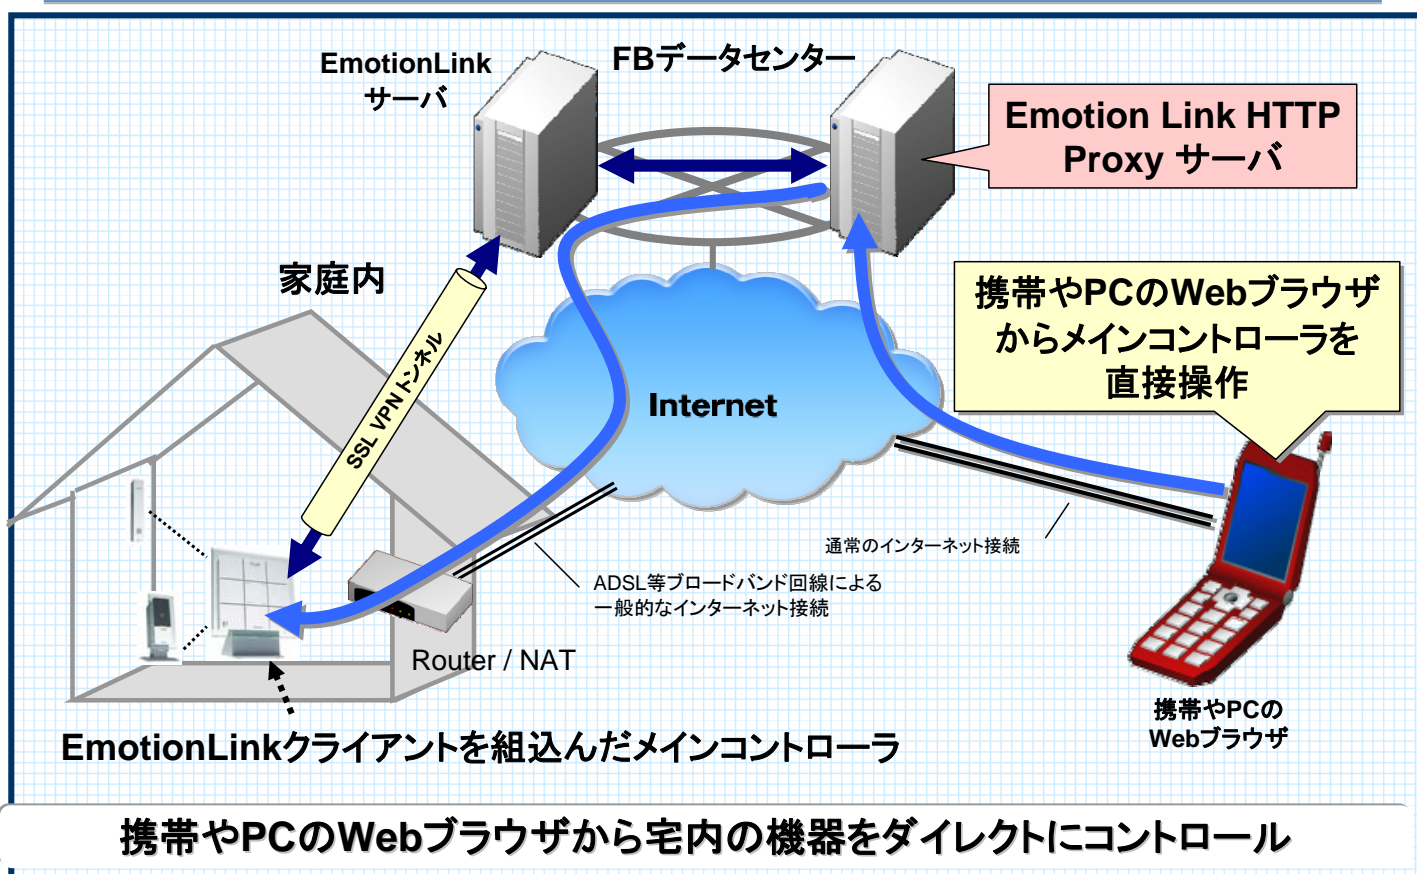 EmotionLink
サーバ
FBデータセンター
Emotion Link HTTP
Proxy サーバ
家庭内
携帯やPCのWebブラウザ
からメインコントローラを
直接操作
SSL VPNトンネル
Internet
通常のインターネット接続
ADSL等ブロードバンド回線による
一般的なインターネット接続
Router / NAT
携帯やPCの
Webブラウザ
EmotionLinkクライアントを組込んだメインコントローラ
携帯やPCのWebブラウザから宅内の機器をダイレクトにコントロール